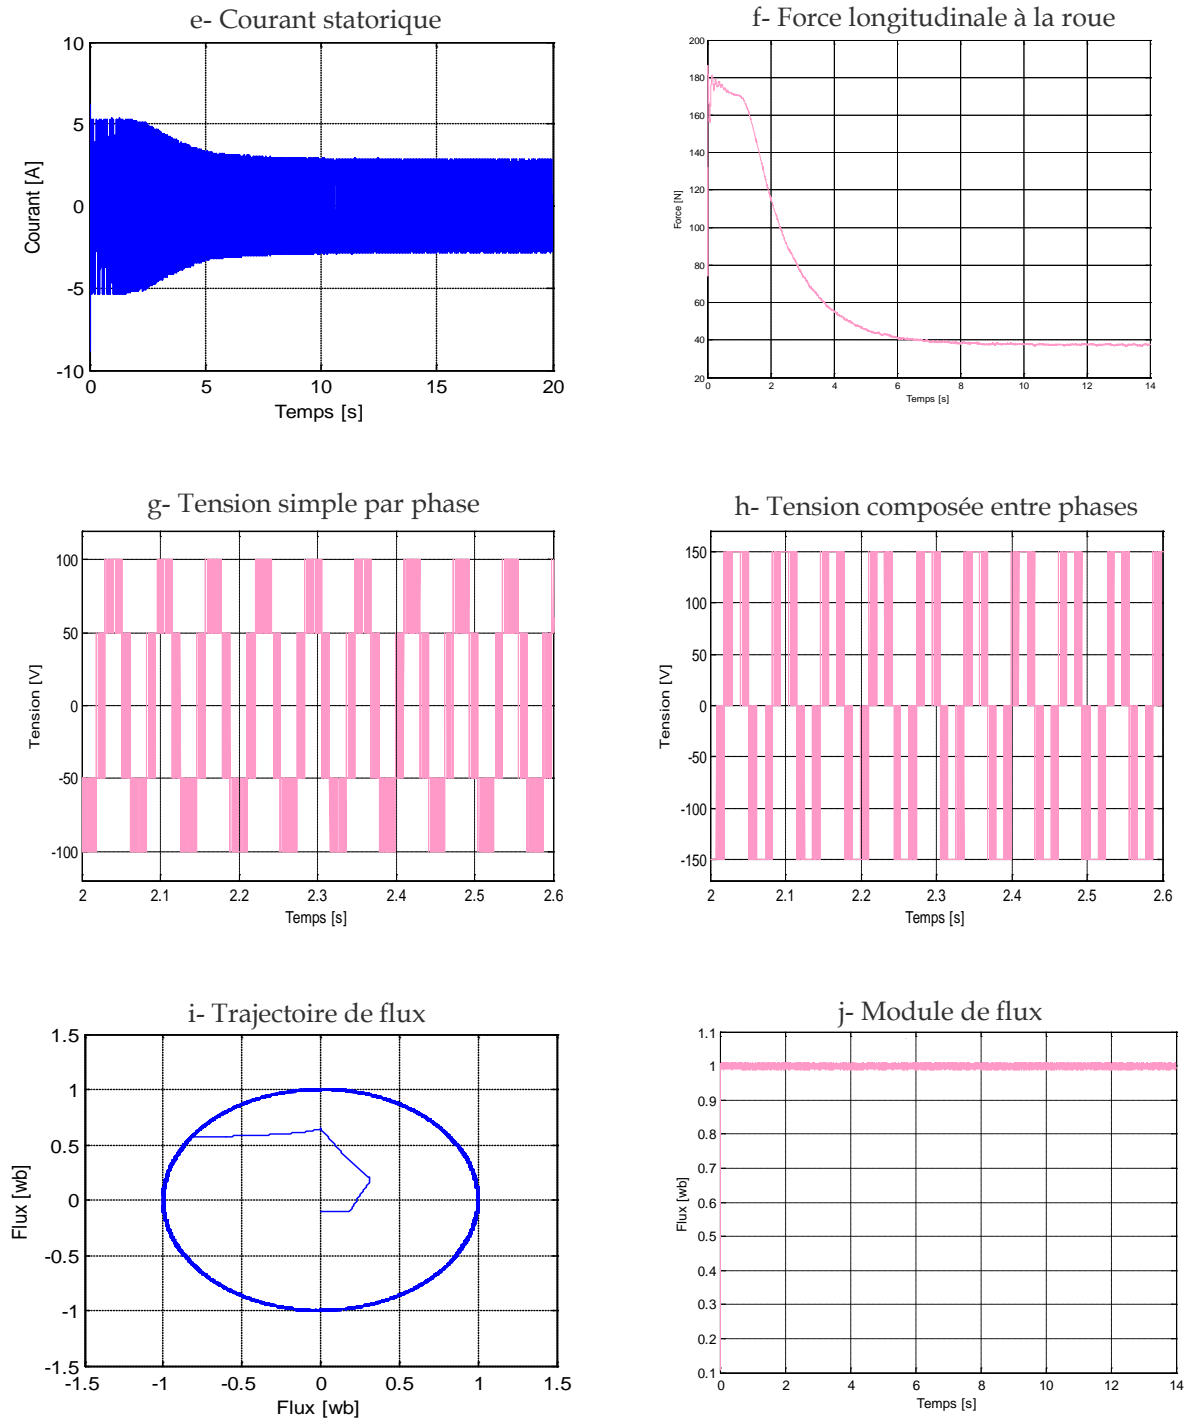 e- Courant statorique
10
5
0
-5
-10
Courant [A]
0 5 10 15 20
Temps [s]
f- Force longitudinale à la roue
200
180
160
140
120
100
80
60
40
20
Force [N]
0 2 4 6 8 10 12 14
Temps [s]
g- Tension simple par phase
100
50
0
-50
-100
Tension [V]
2 2.1 2.2 2.3 2.4 2.5 2.6
Temps [s]
h- Tension composée entre phases
150
100
50
0
-50
-100
-150
Tension [V]
2 2.1 2.2 2.3 2.4 2.5 2.6
Temps [s]
i- Trajectoire de flux
1.5
1
0.5
0
-0.5
-1
-1.5
Flux [wb]
-1.5 -1 -0.5 0 0.5 1 1.5
Flux [wb]
j- Module de flux
1.1
1
0.9
0.8
0.7
0.6
0.5
0.4
0.3
0.2
0.1
Flux [wb]
0 2 4 6 8 10 12 14
Temps [s]